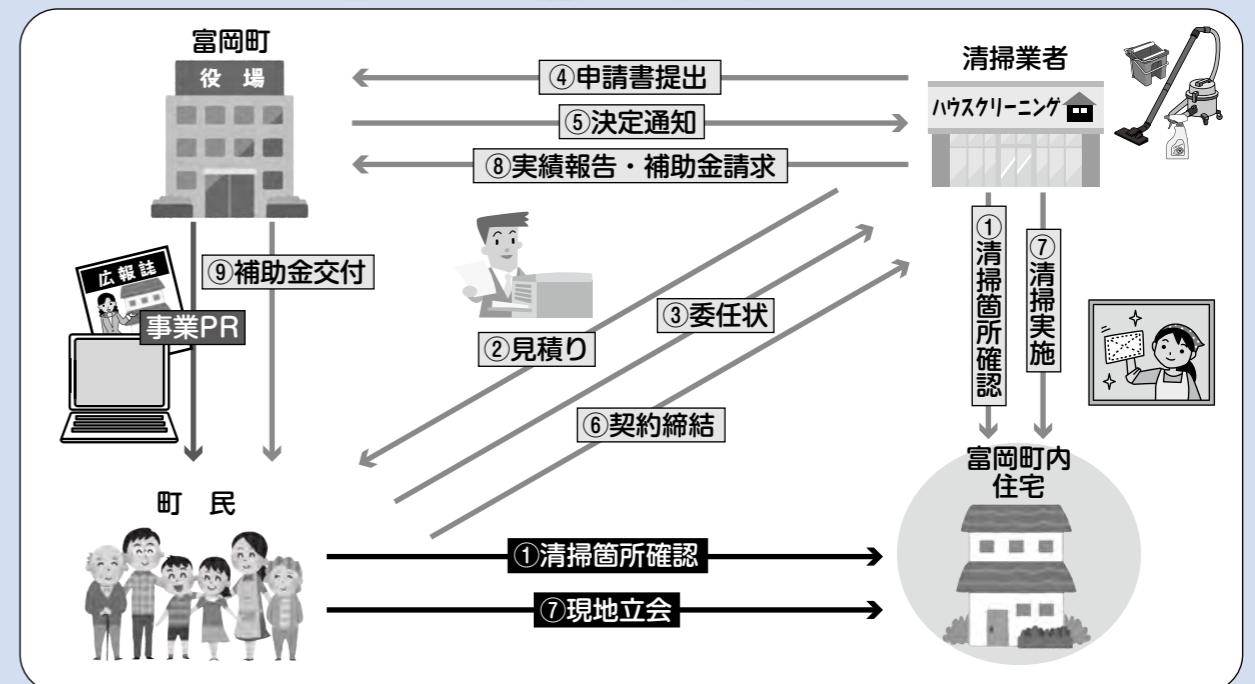 富岡町
役場
清掃業者
ハウスクリーニング
④申請書提出
⑤決定通知
⑧実績報告・補助金請求
①清掃箇所確認
⑦清掃実施
広報誌
事業PR
⑨補助金交付
②見積り
③委任状
⑥契約締結
町民
富岡町内
住宅
①清掃箇所確認
⑦現地立会